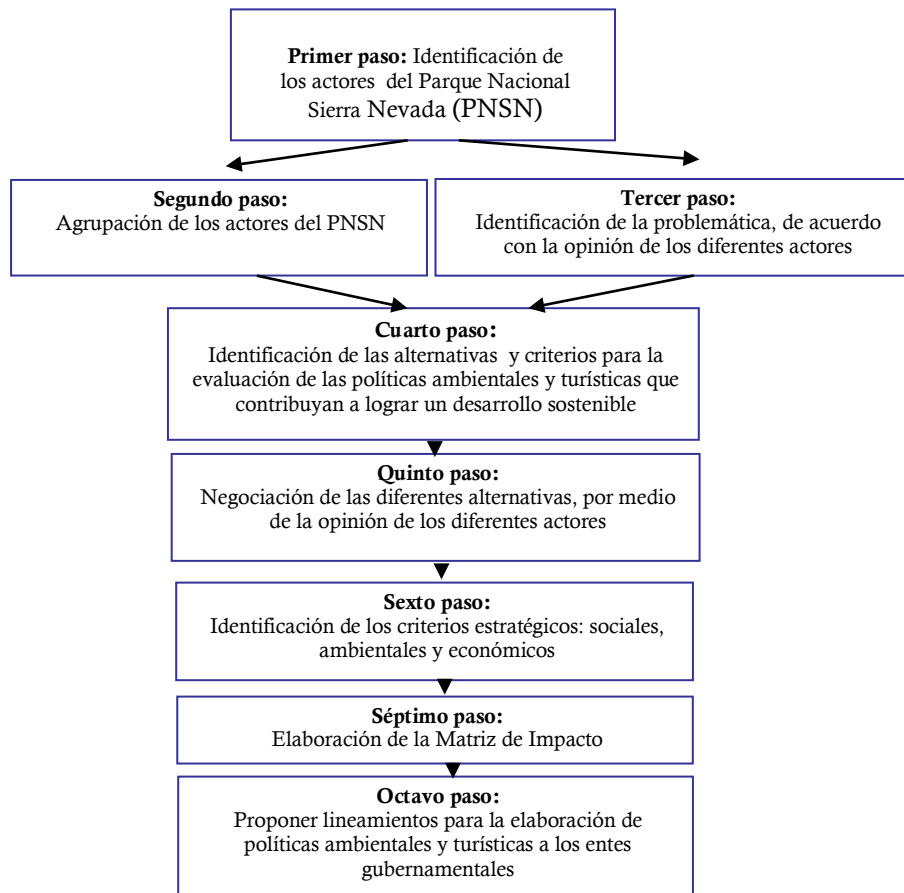 Primer paso: Identificación de
los actores del Parque Nacional
Sierra Nevada (PNSN)
Segundo paso:
Agrupación de los actores del PNSN
Tercer paso:
Identificación de la problemática, de acuerdo
con la opinión de los diferentes actores
Cuarto paso:
Identificación de las alternativas y criterios para la
evaluación de las políticas ambientales y turísticas que
contribuyan a lograr un desarrollo sostenible
Quinto paso:
Negociación de las diferentes alternativas, por medio
de la opinión de los diferentes actores
Sexto paso:
Identificación de los criterios estratégicos: sociales,
ambientales y económicos
Séptimo paso:
Elaboración de la Matriz de Impacto
Octavo paso:
Proponer lineamientos para la elaboración de
políticas ambientales y turísticas a los entes
gubernamentales